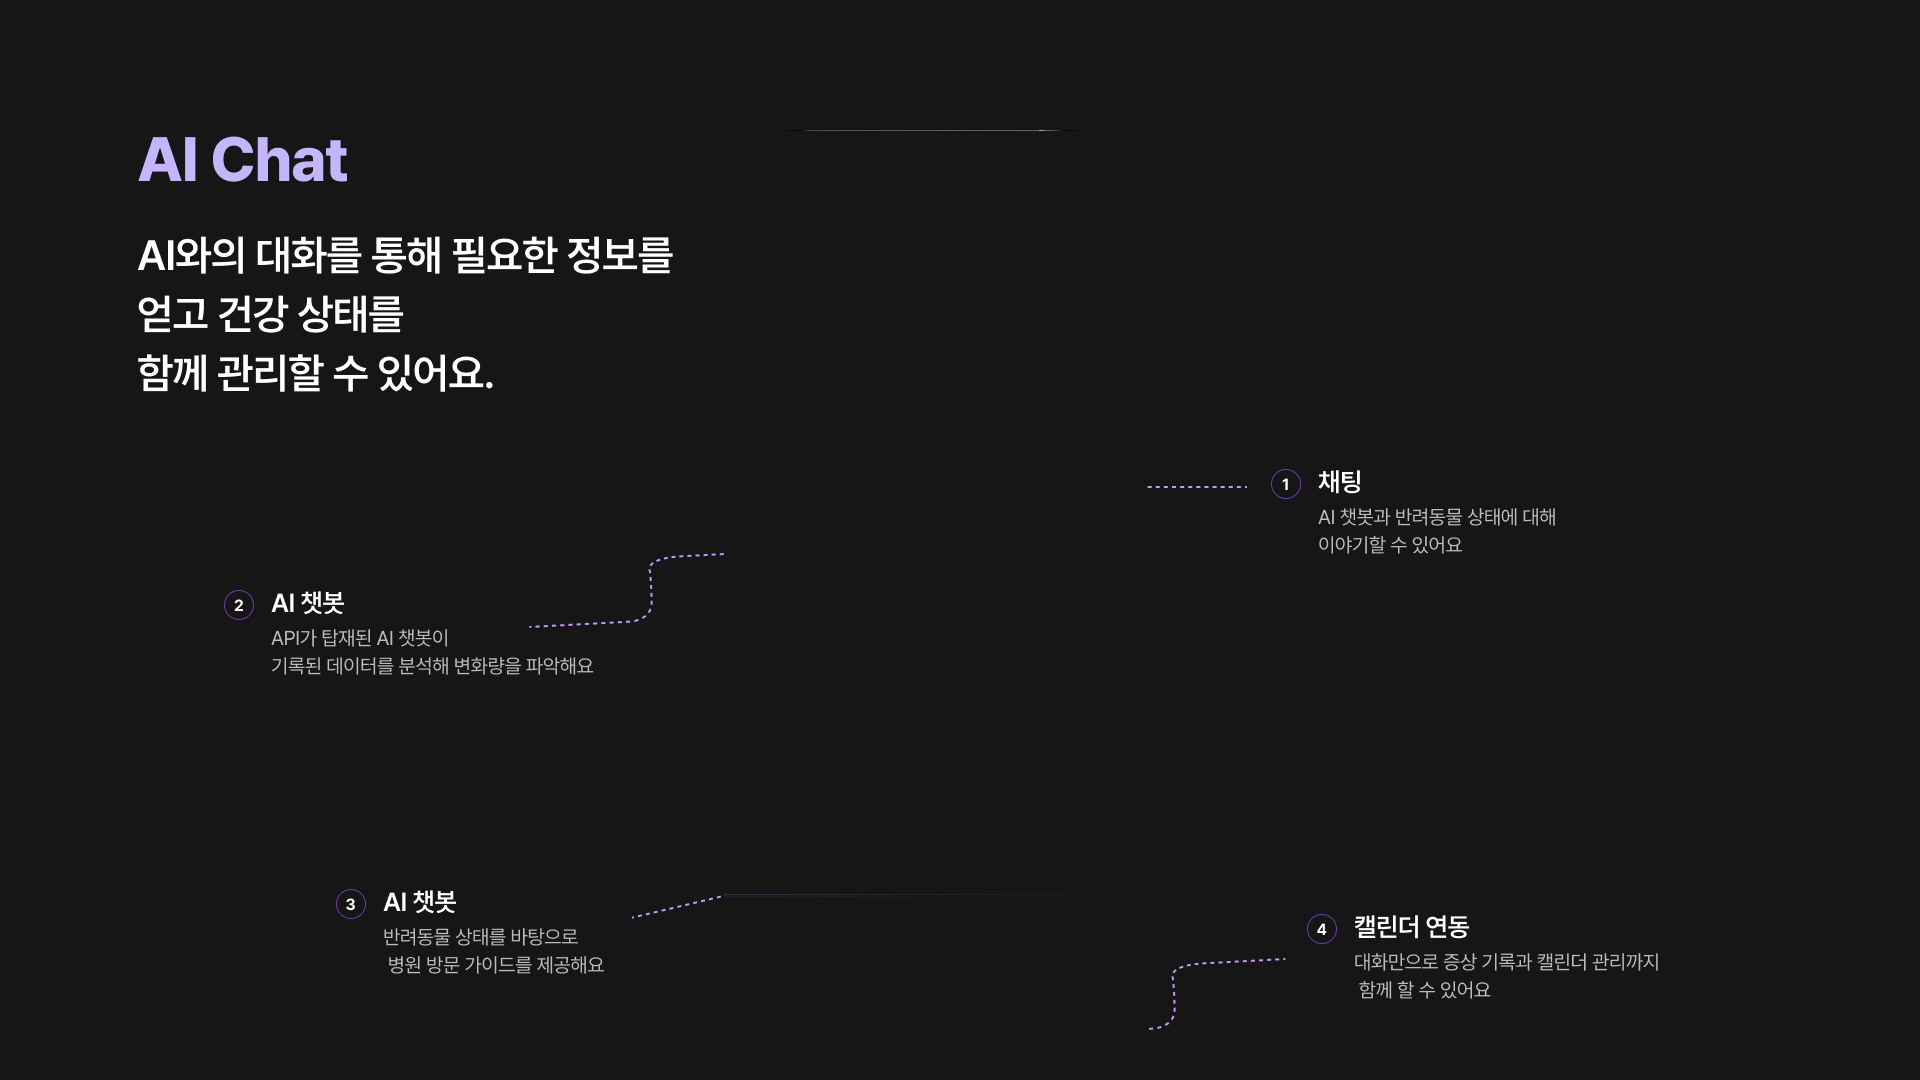 AI Chat
AI와의 대화를 통해 필요한 정보를
얻고 건강 상태를
함께 관리할 수 있어요.
1 채팅
AI 챗봇과 반려동물 상태에 대해
이야기할 수 있어요
2 AI 챗봇
API가 탑재된 AI 챗봇이
기록된 데이터를 분석해 변화량을 파악해요
3 AI 챗봇
반려동물 상태를 바탕으로
병원 방문 가이드를 제공해요
4 캘린더 연동
대화만으로 증상 기록과 캘린더 관리까지
함께 할 수 있어요